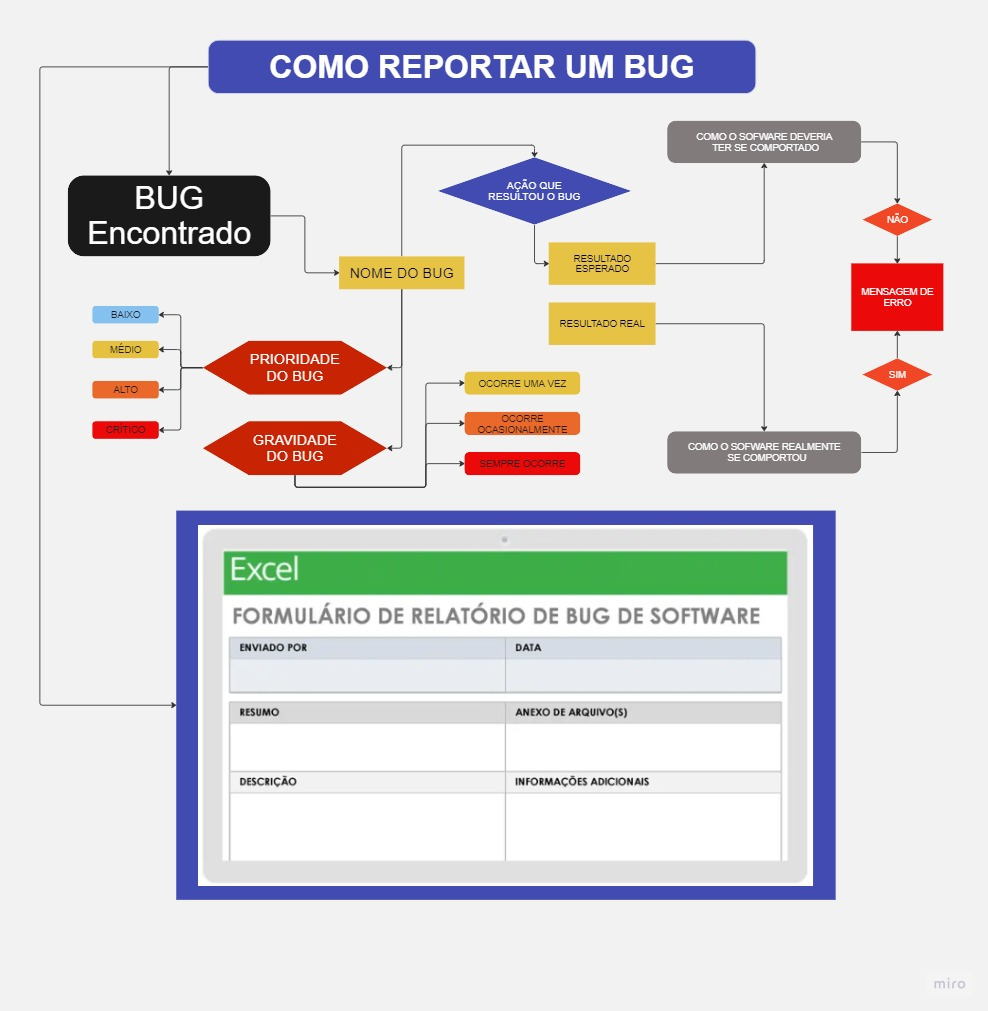 COMO REPORTAR UM BUG
BUG
Encontrado
NOME DO BUG
AÇÃO QUE
RESULTOU O BUG
RESULTADO
ESPERADO
RESULTADO REAL
COMO O SOFWARE DEVERIA
TER SE COMPORTADO
NÃO
MENSAGEM DE
ERRO
SIM
COMO O SOFWARE REALMENTE
SE COMPORTOU
PRIORIDADE
DO BUG
BAIXO
MÉDIO
ALTO
CRÍTICO
GRAVIDADE
DO BUG
OCORRE UMA VEZ
OCORRE
OCASIONALMENTE
SEMPRE OCORRE
Excel
FORMULÁRIO DE RELATÓRIO DE BUG DE SOFTWARE
ENVIADO POR
DATA
RESUMO
ANEXO DE ARQUIVO(S)
DESCRIÇÃO
INFORMAÇÕES ADICIONAIS
miro